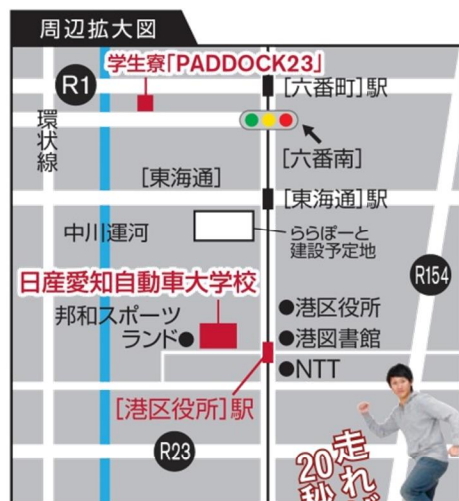 周辺拡大図
学生寮「PADDOCK23」
R1
[六番町]駅
環状線
[六番南]
[東海通]
[東海通]駅
中川運河
ららぽーと
建設予定地
日産愛知自動車大学校
R154
邦和スポーツ
ランド●
●港区役所
●港図書館
●NTT
[港区役所]駅
R23
走れ
20秒